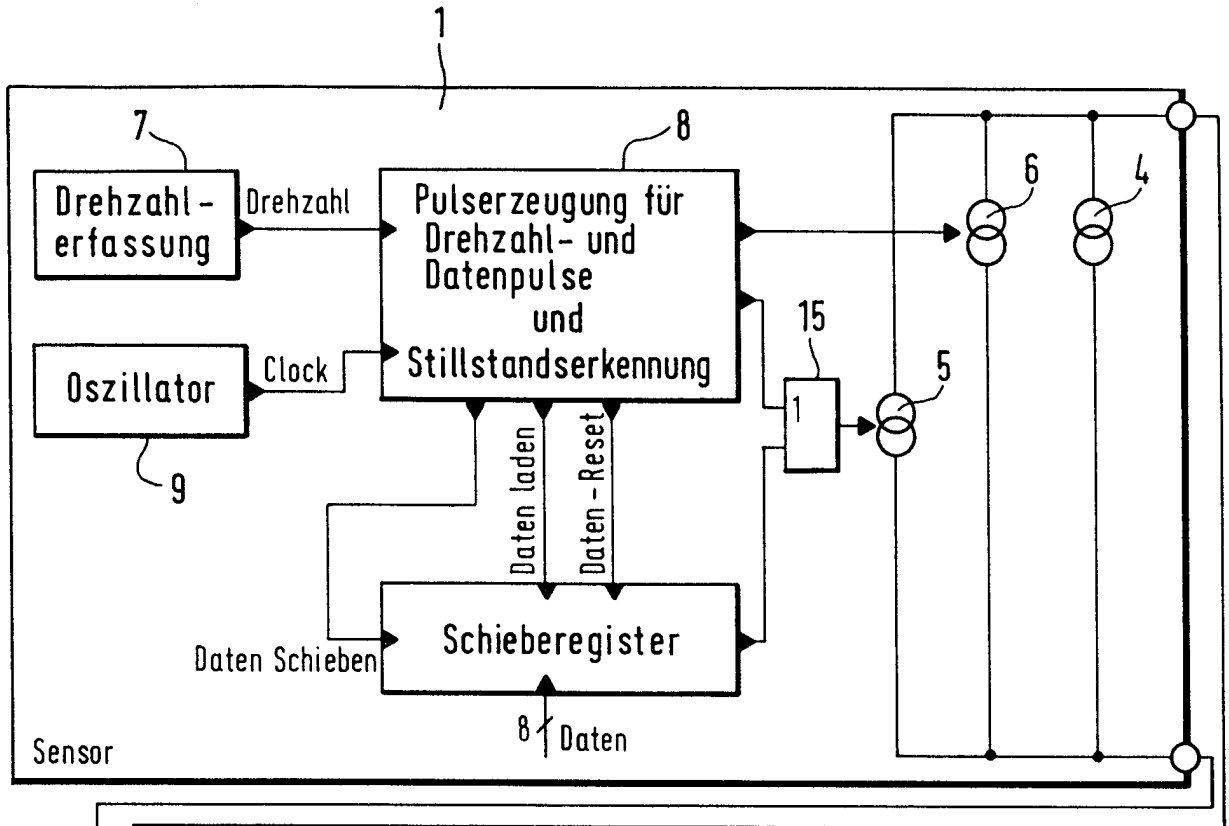 1
7
8
Drehzahl-
erfassung
Drehzahl
Pulserzeugung für
Drehzahl- und
Datenpulse
und
Stillstandserkennung
6
4
Oszillator
Clock
9
15
1
5
Daten laden
Daten-Reset
Daten Schieben
Schieberegister
8
Daten
Sensor